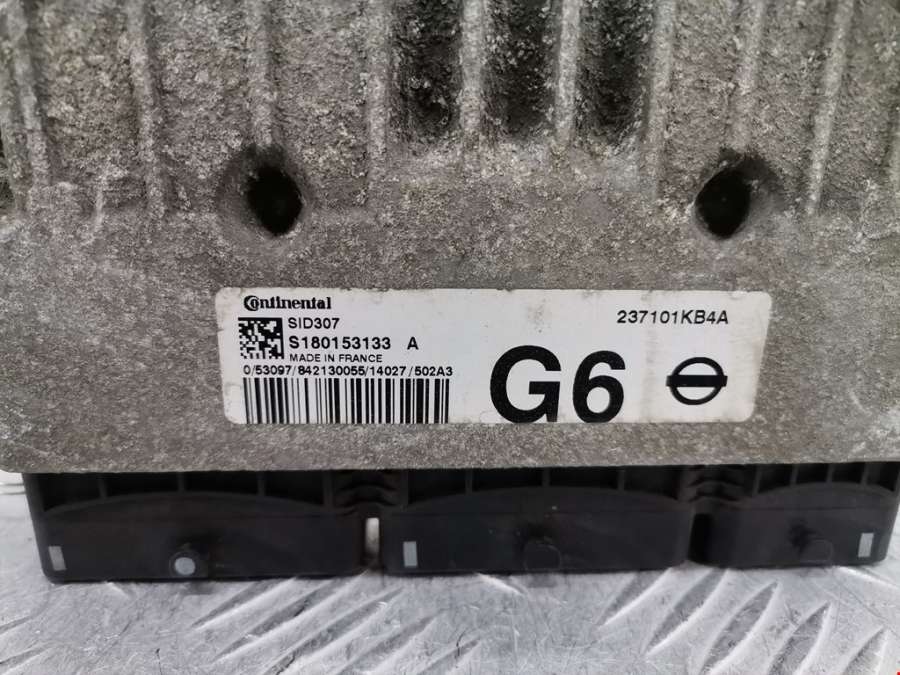 Continental
SID307
237101KB4A
S180153133 A
MADE IN FRANCE
0/53097/842130055/14027/502A3
G6